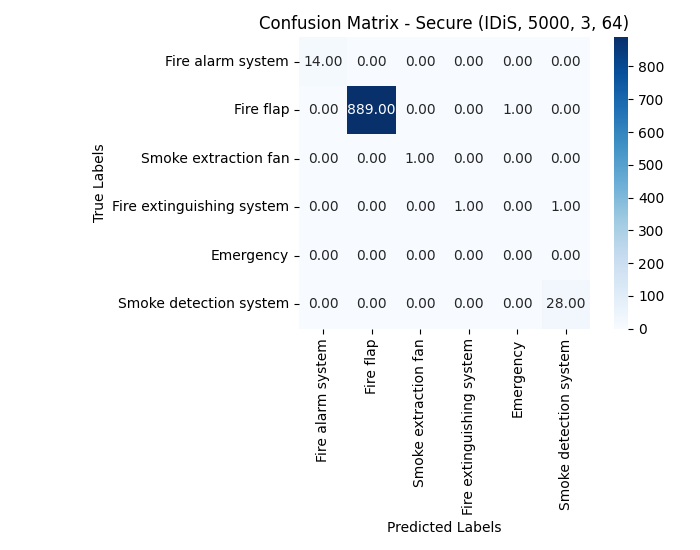 Confusion Matrix - Secure (IDiS, 5000, 3, 64)
True Labels
Fire alarm system 14.00 0.00 0.00 0.00 0.00 0.00
Fire flap 0.00 889.00 0.00 0.00 1.00 0.00
Smoke extraction fan 0.00 0.00 1.00 0.00 0.00 0.00
Fire extinguishing system 0.00 0.00 0.00 1.00 0.00 1.00
Emergency 0.00 0.00 0.00 0.00 0.00 0.00
Smoke detection system 0.00 0.00 0.00 0.00 0.00 28.00
Fire alarm system
Fire flap
Smoke extraction fan
Fire extinguishing system
Emergency
Smoke detection system
Predicted Labels
800
700
600
500
400
300
200
100
0